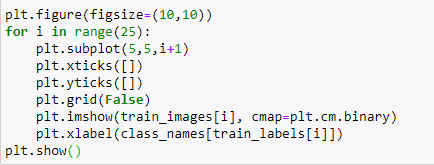 plt.figure(figsize=(10,10))
for i in range(25):
    plt.subplot(5,5,i+1)
    plt.xticks([])
    plt.yticks([])
    plt.grid(False)
    plt.imshow(train_images[i], cmap=plt.cm.binary)
    plt.xlabel(class_names[train_labels[i]])
plt.show()